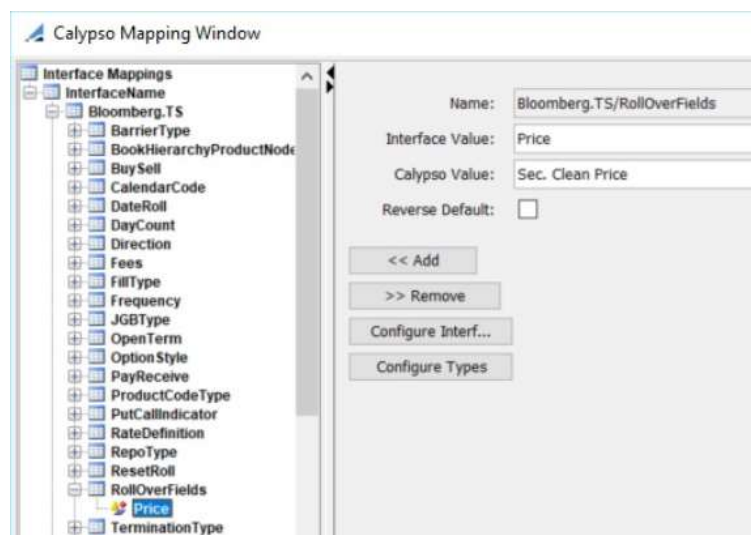 Calypso Mapping Window
Interface Mappings
InterfaceName
Bloomberg.TS
BarrierType
BookHierarchyProductNode
BuySell
CalendarCode
DateRoll
DayCount
Direction
Fees
FillType
Frequency
JGBType
OpenTerm
OptionStyle
PayReceive
ProductCodeType
PutCallIndicator
RateDefinition
RepoType
ResetRoll
RollOverFields
Price
TerminationType
Name: Bloomberg.TS/RollOverFields
Interface Value: Price
Calypso Value: Sec. Clean Price
Reverse Default:
<< Add
>> Remove
Configure Interf...
Configure Types